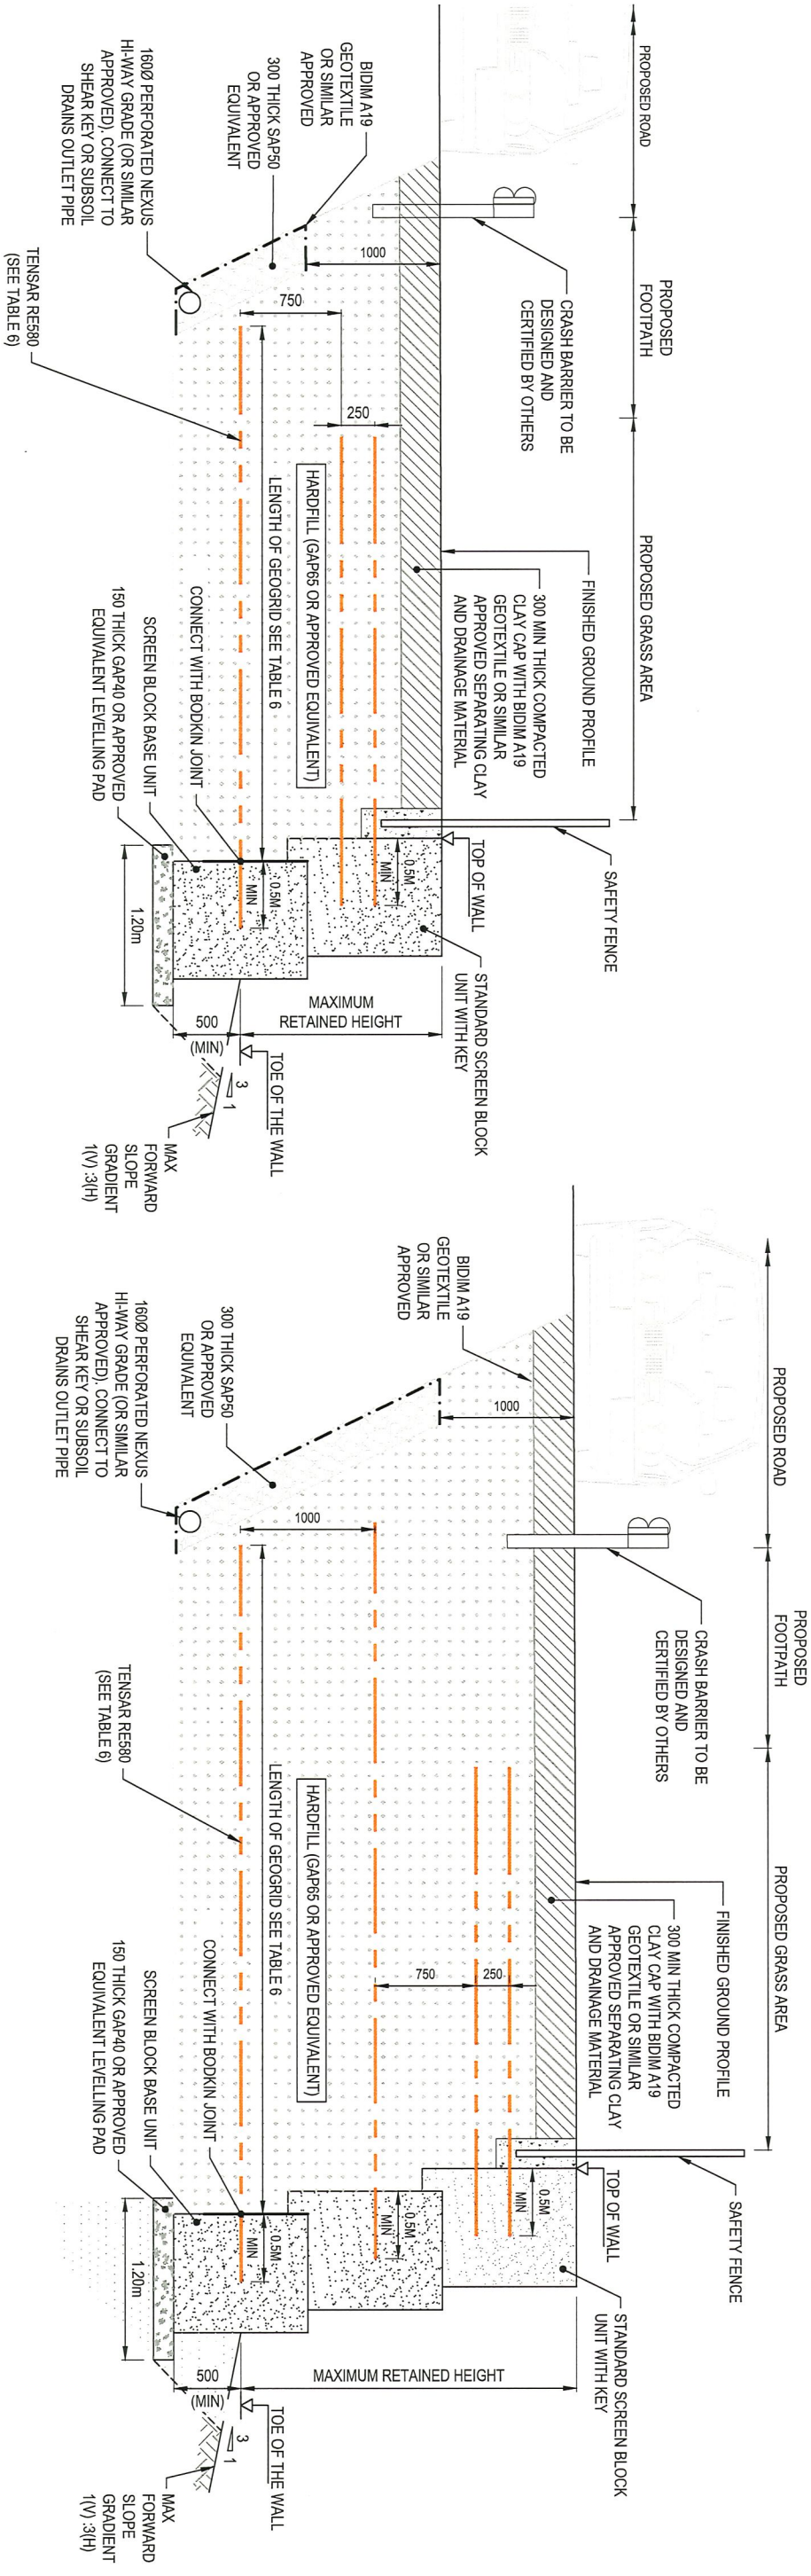 PROPOSED ROAD
PROPOSED
FOOTPATH
PROPOSED GRASS AREA
CRASH BARRIER TO BE
DESIGNED AND
CERTIFIED BY OTHERS
FINISHED GROUND PROFILE
300 MIN THICK COMPACTED
CLAY CAP WITH BIDIM A19
GEOTEXTILE OR SIMILAR
APPROVED SEPARATING CLAY
AND DRAINAGE MATERIAL
SAFETY FENCE
TOP OF WALL
STANDARD SCREEN BLOCK
UNIT WITH KEY
BIDIM A19
GEOTEXTILE
OR SIMILAR
APPROVED
300 THICK SAP50
OR APPROVED
EQUIVALENT
160Ø PERFORATED NEXUS
HI-WAY GRADE (OR SIMILAR
APPROVED). CONNECT TO
SHEAR KEY OR SUBSOIL
DRAINS OUTLET PIPE
TENSAR RE580
(SEE TABLE 6)
1000
750
250
HARDFILL (GAP65 OR APPROVED EQUIVALENT)
LENGTH OF GEOGRID SEE TABLE 6
CONNECT WITH BODKIN JOINT
SCREEN BLOCK BASE UNIT
150 THICK GAP40 OR APPROVED
EQUIVALENT LEVELLING PAD
0.5M
MIN
0.5M
MIN
1.20m
MAXIMUM
RETAINED HEIGHT
500
(MIN)
TOE OF THE WALL
3
1
MAX
FORWARD
SLOPE
GRADIENT
1(V) :3(H)
PROPOSED ROAD
PROPOSED
FOOTPATH
PROPOSED GRASS AREA
CRASH BARRIER TO BE
DESIGNED AND
CERTIFIED BY OTHERS
FINISHED GROUND PROFILE
300 MIN THICK COMPACTED
CLAY CAP WITH BIDIM A19
GEOTEXTILE OR SIMILAR
APPROVED SEPARATING CLAY
AND DRAINAGE MATERIAL
SAFETY FENCE
TOP OF WALL
STANDARD SCREEN BLOCK
UNIT WITH KEY
BIDIM A19
GEOTEXTILE
OR SIMILAR
APPROVED
300 THICK SAP50
OR APPROVED
EQUIVALENT
160Ø PERFORATED NEXUS
HI-WAY GRADE (OR SIMILAR
APPROVED). CONNECT TO
SHEAR KEY OR SUBSOIL
DRAINS OUTLET PIPE
TENSAR RE580
(SEE TABLE 6)
1000
1000
750
250
HARDFILL (GAP65 OR APPROVED EQUIVALENT)
LENGTH OF GEOGRID SEE TABLE 6
CONNECT WITH BODKIN JOINT
SCREEN BLOCK BASE UNIT
150 THICK GAP40 OR APPROVED
EQUIVALENT LEVELLING PAD
0.5M
MIN
0.5M
MIN
0.5M
MIN
1.20m
MAXIMUM RETAINED HEIGHT
500
(MIN)
TOE OF THE WALL
3
1
MAX
FORWARD
SLOPE
GRADIENT
1(V) :3(H)